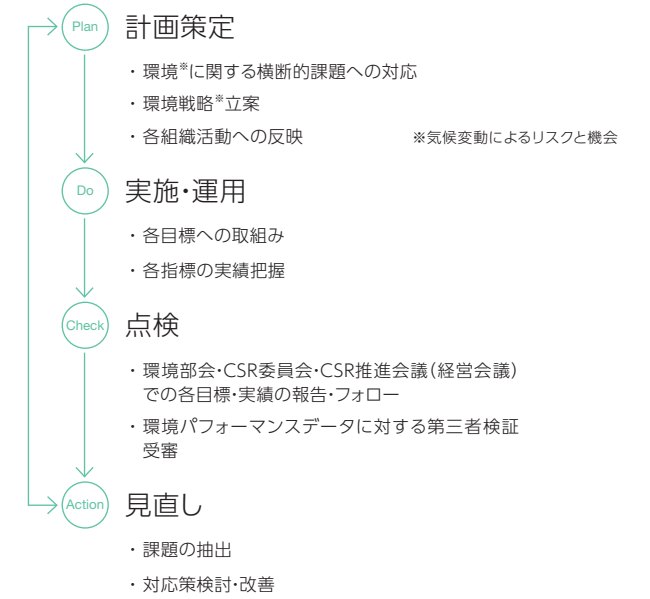 Plan
計画策定
・環境※に関する横断的課題への対応
・環境戦略※立案
・各組織活動への反映
※気候変動によるリスクと機会
Do
実施・運用
・各目標への取組み
・各指標の実績把握
Check
点検
・環境部会・CSR委員会・CSR推進会議（経営会議）
での各目標・実績の報告・フォロー
・環境パフォーマンスデータに対する第三者検証
受審
Action
見直し
・課題の抽出
・対応策検討・改善